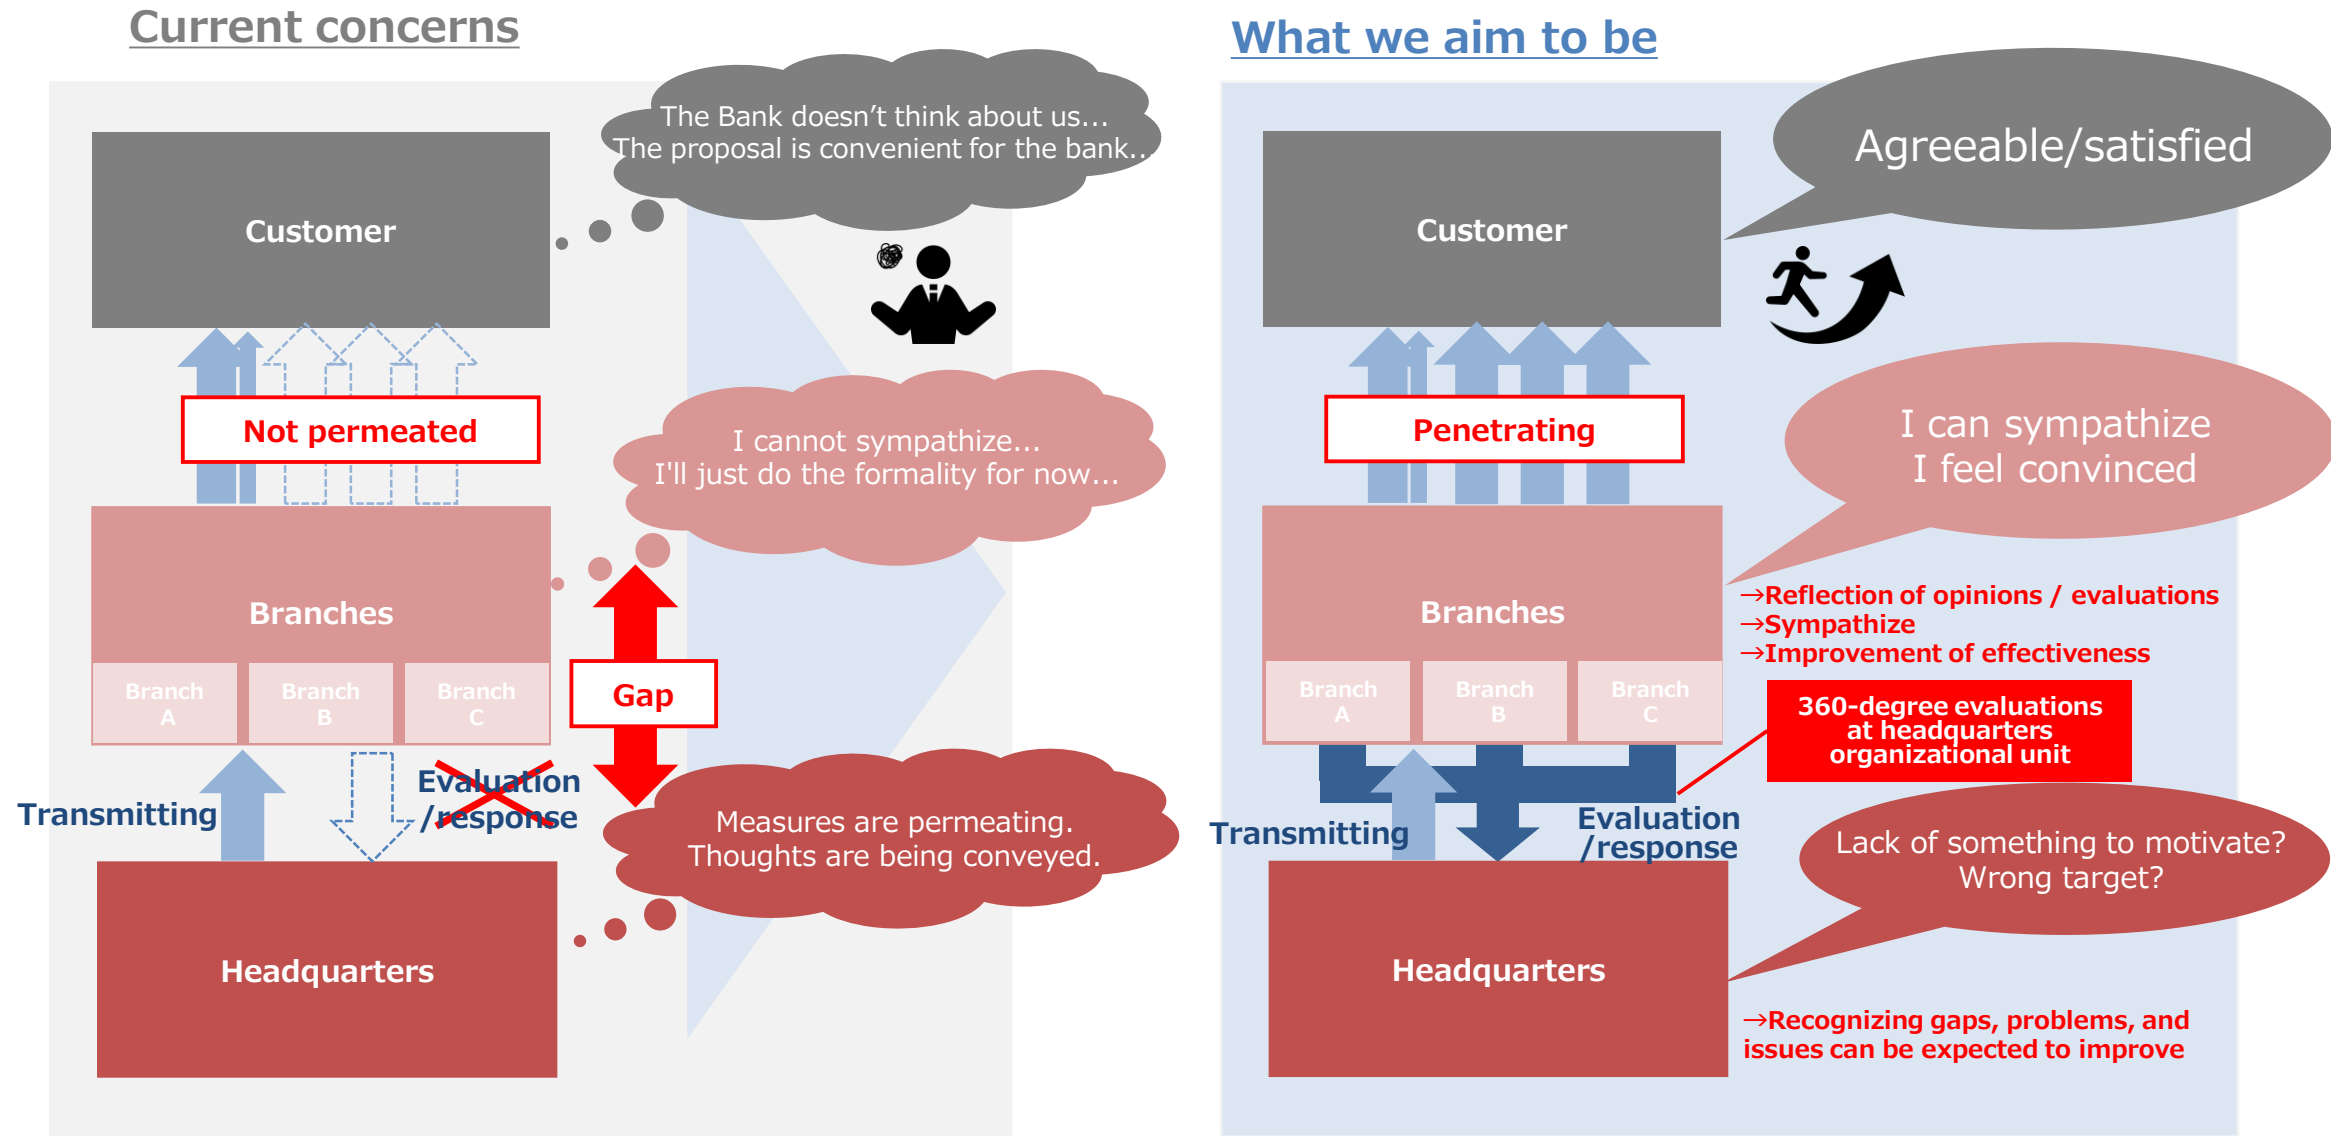 Current concerns
The Bank doesn’t think about us…
The proposal is convenient for the bank…
Customer
Not permeated
I cannot sympathize…
I'll just do the formality for now…
Branches
Branch
A
Branch
B
Branch
C
Gap
Transmitting
Evaluation
/response
Measures are permeating.
Thoughts are being conveyed.
Headquarters
What we aim to be
Agreeable/satisfied
Customer
Penetrating
I can sympathize
I feel convinced
Branches
→Reflection of opinions / evaluations
→Sympathize
→Improvement of effectiveness
Branch
A
Branch
B
Branch
C
360-degree evaluations
at headquarters
organizational unit
Transmitting
Evaluation
/response
Lack of something to motivate?
Wrong target?
Headquarters
→Recognizing gaps, problems, and
issues can be expected to improve